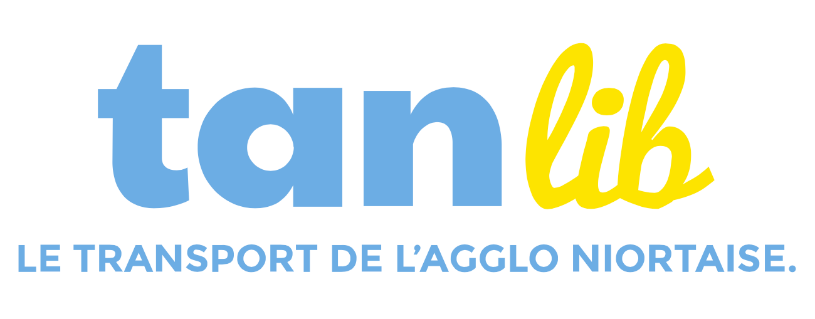 tanlib
LE TRANSPORT DE L’AGGLO NIORTAISE.